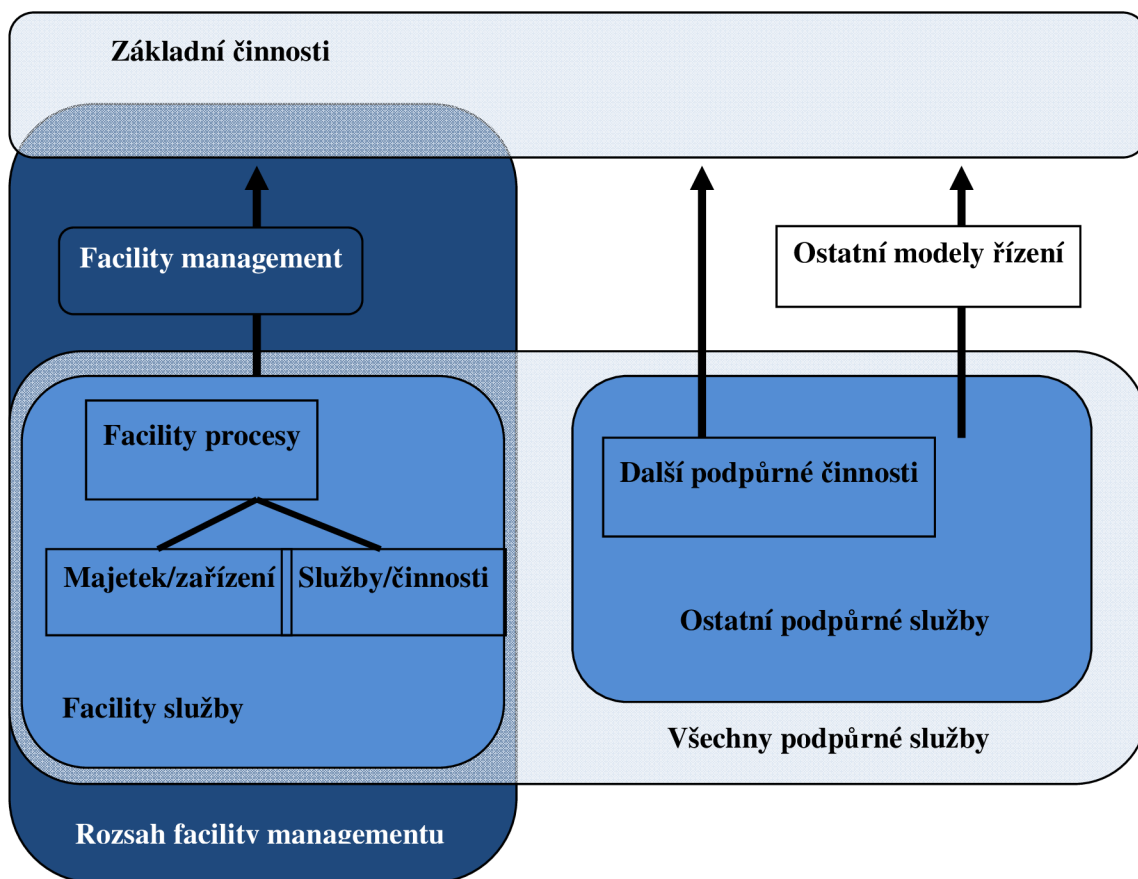 Základní činnosti
Facility management
Ostatní modely řízení
Facility procesy
Další podpůrné činnosti
Majetek/zařízení
Služby/činnosti
Ostatní podpůrné služby
Facility služby
Všechny podpůrné služby
Rozsah facility managementu